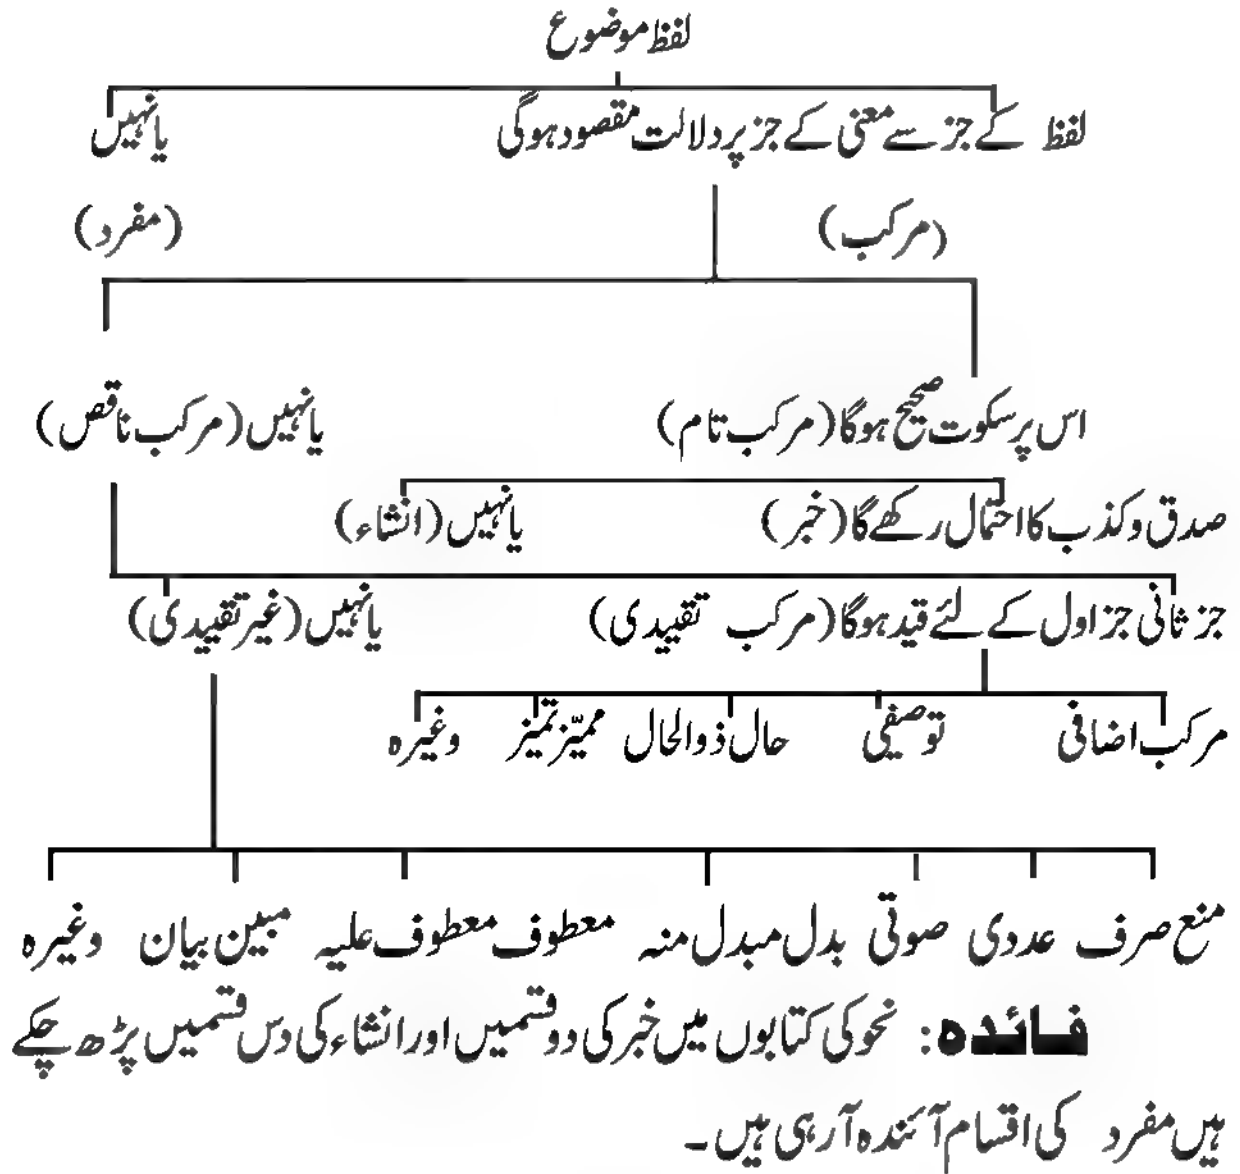 لفظ موضوع
لفظ کے جز سے معنی کے جز پر دلالت مقصود ہوگی یا نہیں
(مرکب) (مفرد)
اس پر سکوت صحیح ہوگا (مرکب تام) یا نہیں (مرکب ناقص)
صدق و کذب کا احتمال رکھے گا (خبر) یا نہیں (انشاء)
جز ثانی جز اول کے لئے قید ہوگا (مرکب تقییدی) یا نہیں (غیر تقییدی)
مرکب اضافی توصیفی حال ذوالحال ممیّز تمیز وغیرہ
منع صرف عددی صوتی بدل مبدل منہ معطوف معطوف علیہ مبین بیان وغیرہ
فائدہ: نحو کی کتابوں میں خبر کی دو قسمیں اور انشاء کی دس قسمیں پڑھ چکے
ہیں مفرد کی اقسام آئندہ آرہی ہیں۔